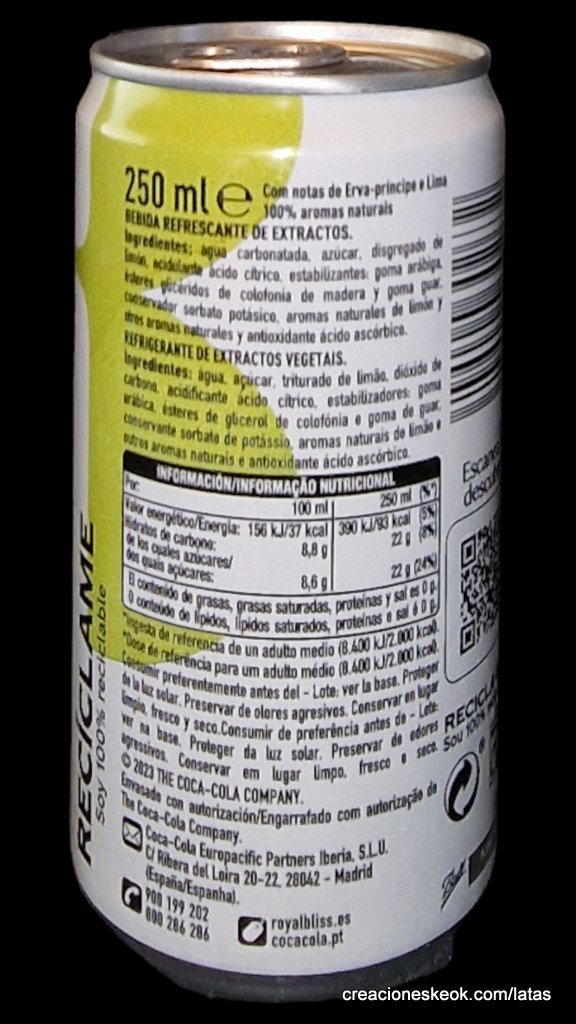 250 ml e
Com notas de Erva-príncipe e Lima
100% aromas naturais
BEBIDA REFRESCANTE DE EXTRACTOS.
Ingredientes: agua carbonatada, azúcar, disgregado de
limón, acidulante ácido cítrico, estabilizantes: goma arábiga,
ésteres glicéridos de colofonia de madera y goma guar,
conservador sorbato potásico, aromas naturales de limón y
otros aromas naturales y antioxidante ácido ascórbico.
REFRIGERANTE DE EXTRACTOS VEGETAIS.
Ingredientes: água, açúcar, triturado de limão, dióxido de
carbono, acidificante ácido cítrico, estabilizadores: goma
arábica, ésteres de glicerol de colofónia e goma de guar,
conservante sorbato de potássio, aromas naturais de limão e
outros aromas naturais e antioxidante ácido ascórbico.
INFORMACIÓN/INFORMAÇÃO NUTRICIONAL
Por: 100 ml 250 ml (%*)
Valor energético/Energia: 156 kJ/37 kcal 390 kJ/93 kcal (5%)
Hidratos de carbono: 8,8 g 22 g (8%)
de los cuales azúcares/
dos quais açúcares: 8,6 g 22 g (24%)
El contenido de grasas, grasas saturadas, proteínas y sal es 0 g.
O conteúdo de lípidos, lípidos saturados, proteínas e sal é 0 g.
*Ingesta de referencia de un adulto medio (8.400 kJ/2.000 kcal).
*Dose de referência para um adulto médio (8.400 kJ/2.000 kcal).
Consumir preferentemente antes del - Lote: ver la base. Proteger
de la luz solar. Preservar de olores agresivos. Conservar en lugar
limpio, fresco y seco.Consumir de preferência antes de - Lote:
ver na base. Proteger da luz solar. Preservar de odores
agressivos. Conservar em lugar limpo, fresco e seco.
© 2023 THE COCA-COLA COMPANY.
Envasado con autorización/Engarrafado com autorização de
The Coca-Cola Company.
Coca-Cola Europacific Partners Iberia, S.L.U.
C/ Ribera del Loira 20-22, 28042 - Madrid
(España/Espanha).
900 199 202
800 286 286
royalbliss.es
cocacola.pt
RECÍCLAME
Soy 100% reciclable
Escanea
RECICLA
Sou 100%
Ball
creacioneskeok.com/latas